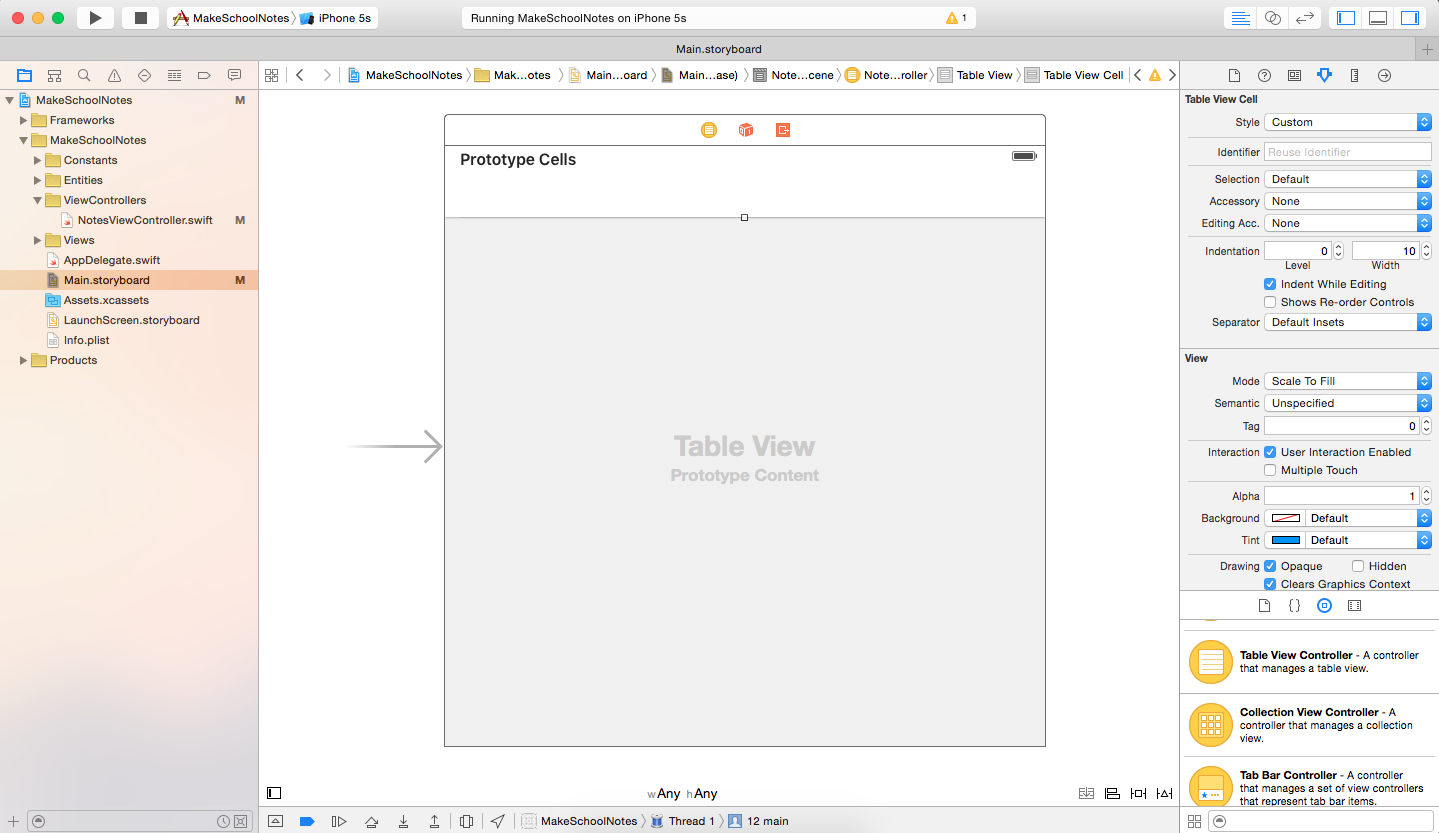 MakeSchoolNotes iPhone 5s
Running MakeSchoolNotes on iPhone 5s
1
Main.storyboard
MakeSchoolNotes Mak...otes Main...oard Main...ase) Note...cene Note...roller Table View Table View Cell
MakeSchoolNotes M
Frameworks
MakeSchoolNotes
Constants
Entities
ViewControllers
NotesViewController.swift M
Views
AppDelegate.swift
Main.storyboard M
Assets.xcassets
LaunchScreen.storyboard
Info.plist
Products
Prototype Cells
Table View
Prototype Content
wAny hAny
MakeSchoolNotes Thread 1 12 main
Table View Cell
Style Custom
Identifier Reuse Identifier
Selection Default
Accessory None
Editing Acc. None
Indentation 0 10
Level Width
Indent While Editing
Shows Re-order Controls
Separator Default Insets
View
Mode Scale To Fill
Semantic Unspecified
Tag 0
Interaction User Interaction Enabled
Multiple Touch
Alpha 1
Background Default
Tint Default
Drawing Opaque Hidden
Clears Graphics Context
{ }
Table View Controller - A controller
that manages a table view.
Collection View Controller - A
controller that manages a collection
view.
Tab Bar Controller - A controller
that manages a set of view controllers
that represent tab bar items.